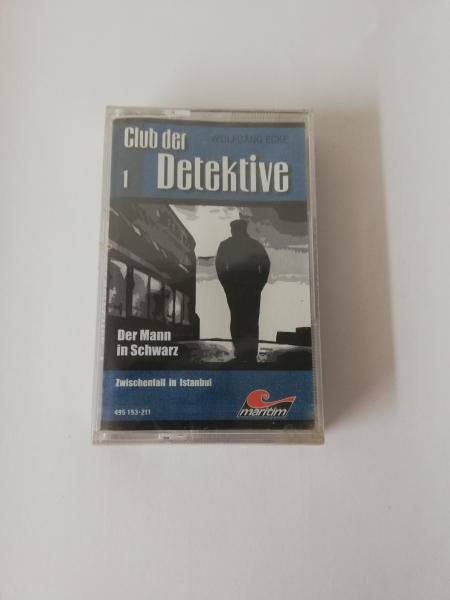 Club der
WOLFGANG ECKE
1
Detektive
Der Mann
in Schwarz
Zwischenfall in Istanbul
495 153-211
maritim